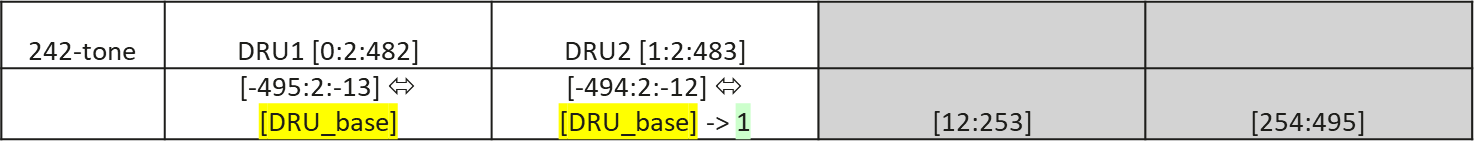 242-tone DRU1 [0:2:482] DRU2 [1:2:483]
[-495:2:-13] ⬄ [-494:2:-12] ⬄
[DRU_base] [DRU_base] -> 1 [12:253] [254:495]